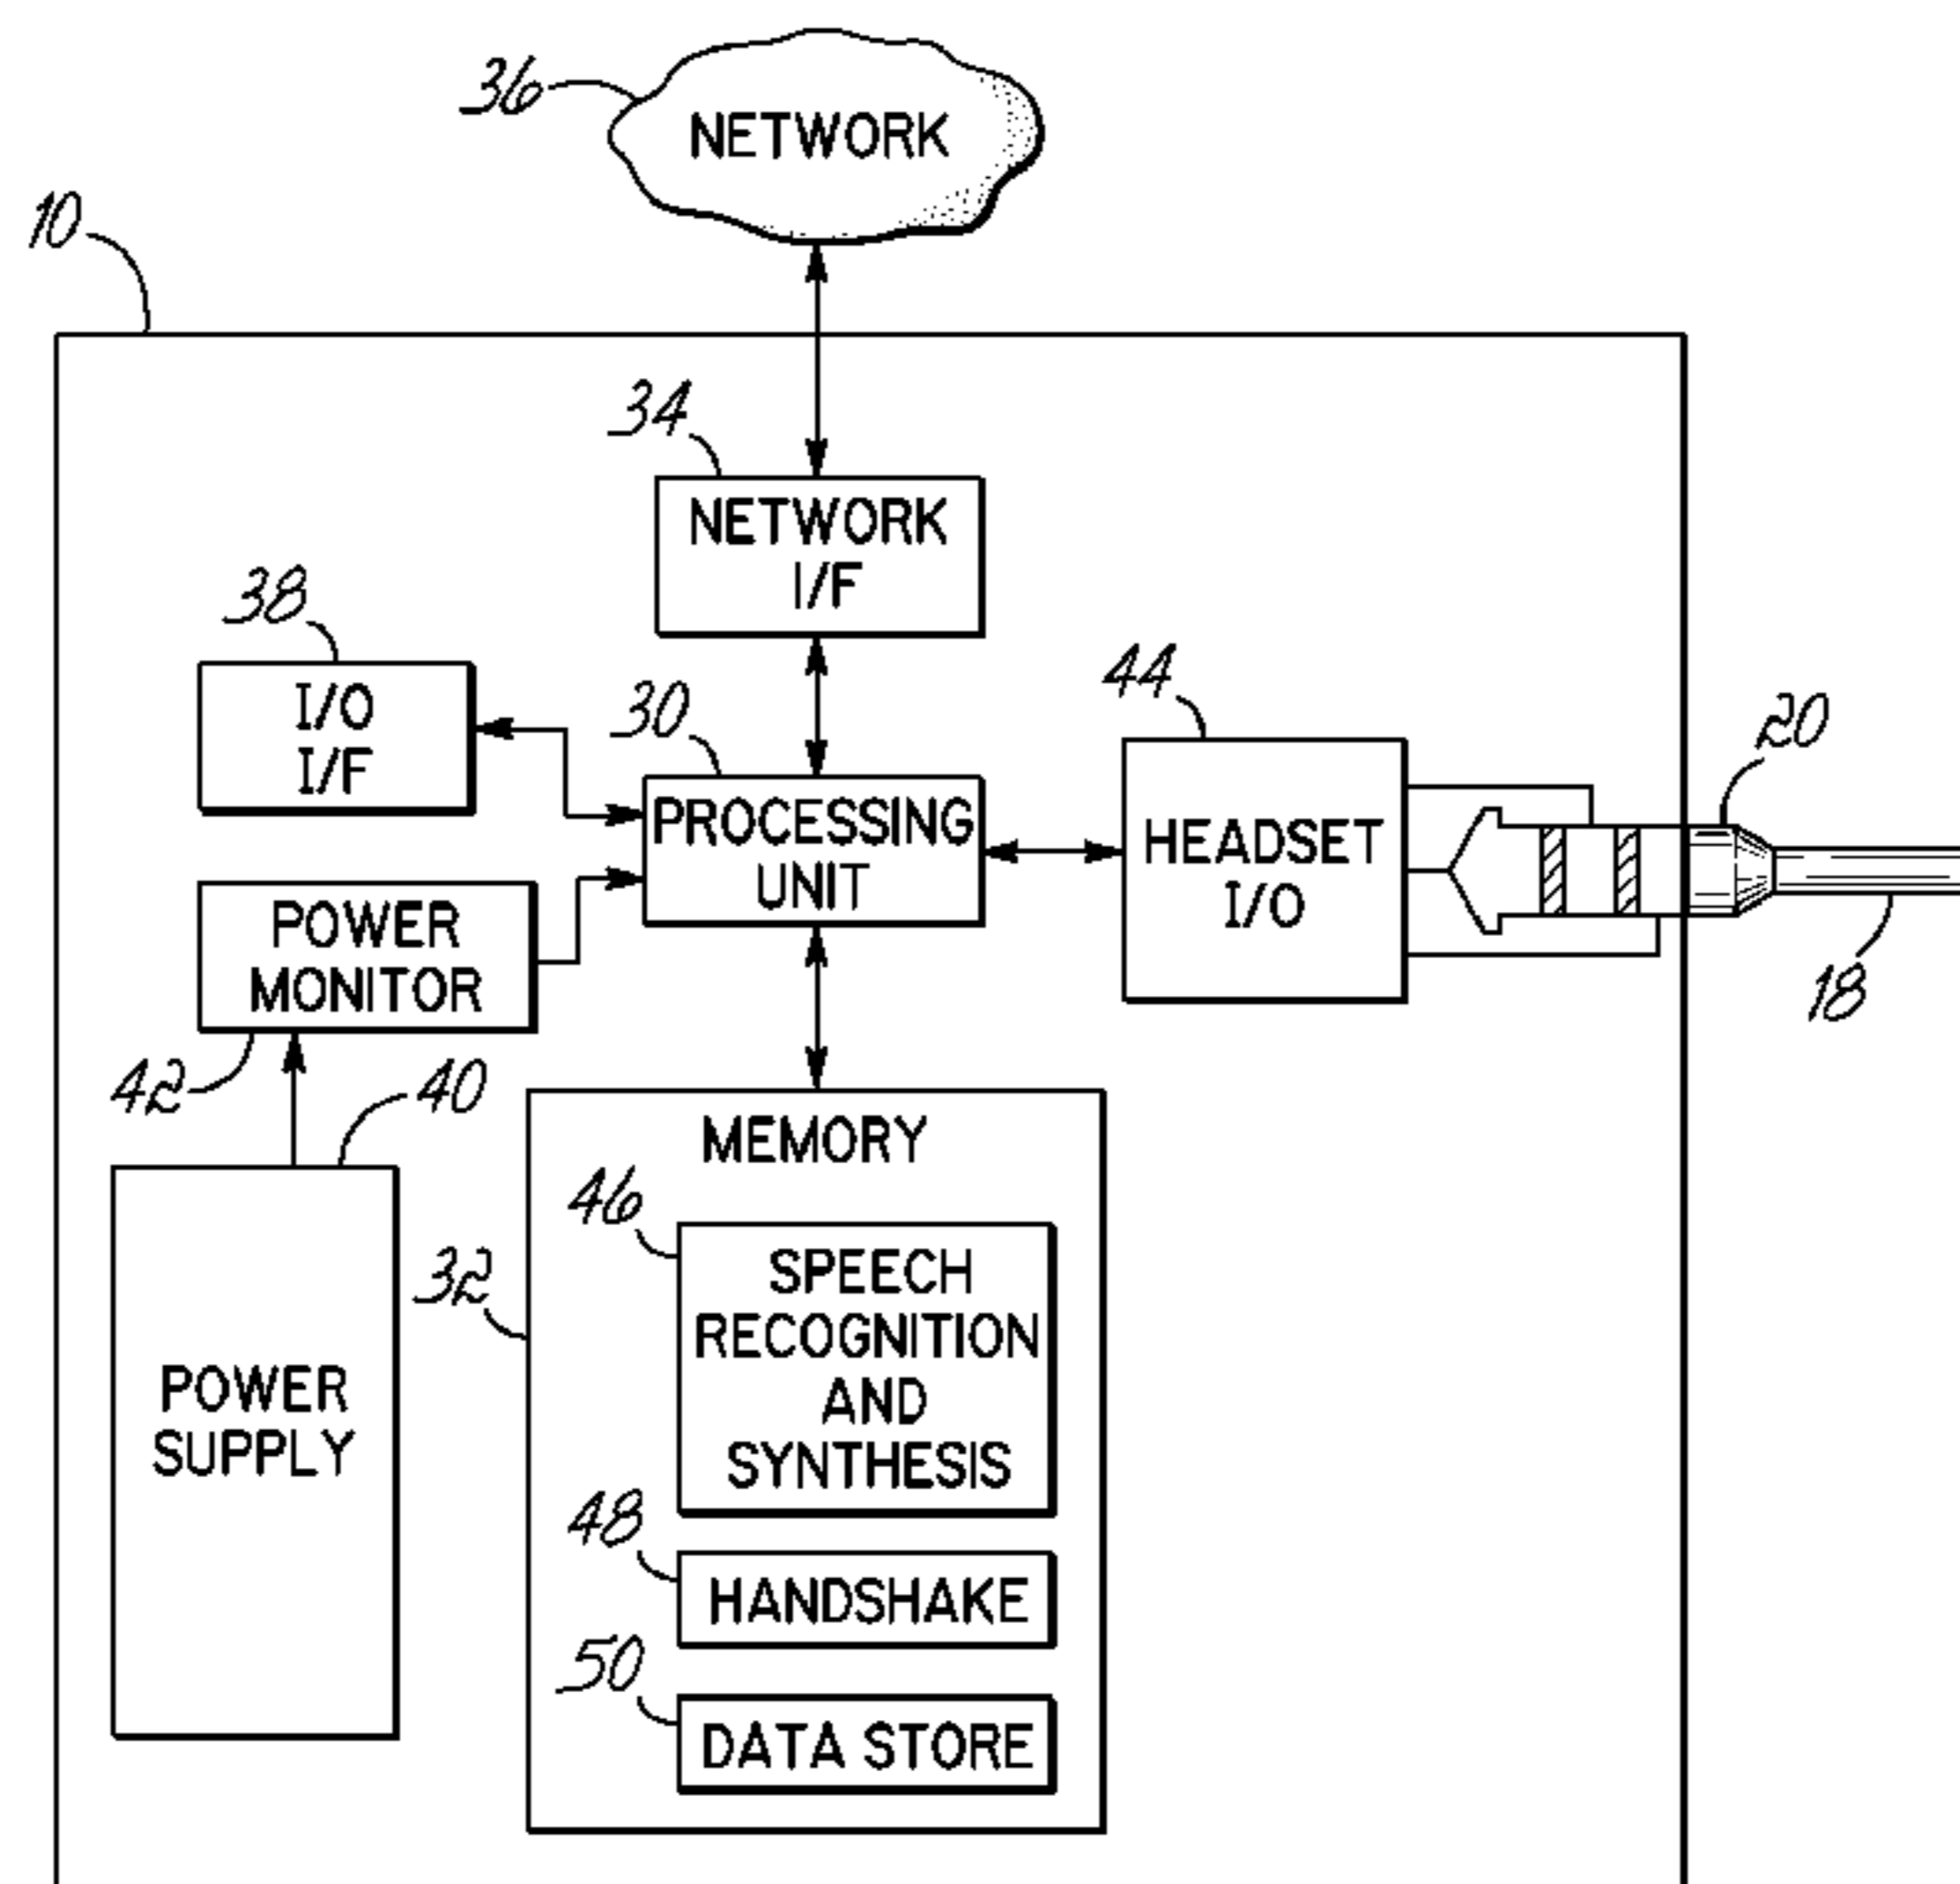 36
NETWORK
10
34
NETWORK
I/F
38
I/O
I/F
30
PROCESSING
UNIT
44
HEADSET
I/O
20
18
POWER
MONITOR
42
40
POWER
SUPPLY
MEMORY
32
46
SPEECH
RECOGNITION
AND
SYNTHESIS
48
HANDSHAKE
50
DATA STORE